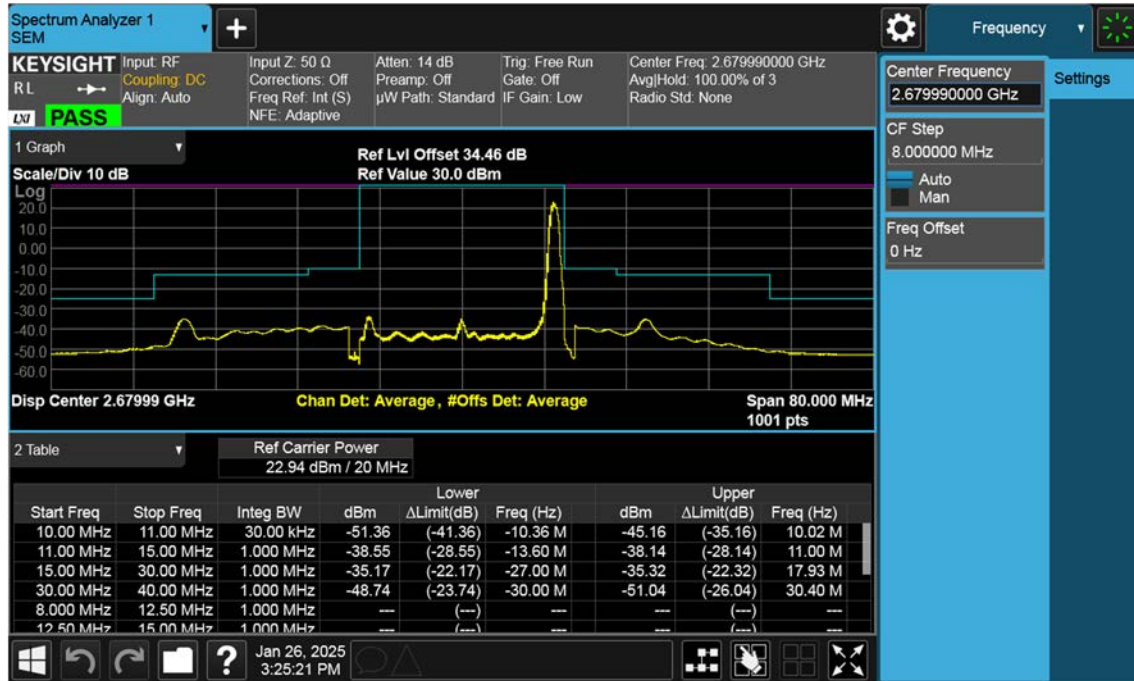 Spectrum Analyzer 1
SEM
Frequency
KEYSIGHT Input: RF Input Z: 50 Ω Atten: 14 dB Trig: Free Run Center Freq: 2.679990000 GHz
R L Coupling: DC Corrections: Off Preamp: Off Gate: Off Avg|Hold: 100.00% of 3
Align: Auto Freq Ref: Int (S) µW Path: Standard IF Gain: Low Radio Std: None
LXI PASS NFE: Adaptive
Center Frequency
2.679990000 GHz
Settings
CF Step
8.000000 MHz
Auto
Man
Freq Offset
0 Hz
1 Graph
Ref Lvl Offset 34.46 dB
Scale/Div 10 dB Ref Value 30.0 dBm
Log
20.0
10.0
0.00
-10.0
-20.0
-30.0
-40.0
-50.0
-60.0
Disp Center 2.67999 GHz Chan Det: Average, #Offs Det: Average Span 80.000 MHz
1001 pts
2 Table Ref Carrier Power
22.94 dBm / 20 MHz
Lower Upper
Start Freq Stop Freq Integ BW dBm ΔLimit(dB) Freq (Hz) dBm ΔLimit(dB) Freq (Hz)
10.00 MHz 11.00 MHz 30.00 kHz -51.36 (-41.36) -10.36 M -45.16 (-35.16) 10.02 M
11.00 MHz 15.00 MHz 1.000 MHz -38.55 (-28.55) -13.60 M -38.14 (-28.14) 11.00 M
15.00 MHz 30.00 MHz 1.000 MHz -35.17 (-22.17) -27.00 M -35.32 (-22.32) 17.93 M
30.00 MHz 40.00 MHz 1.000 MHz -48.74 (-23.74) -30.00 M -51.04 (-26.04) 30.40 M
8.000 MHz 12.50 MHz 1.000 MHz --- (---) --- --- (---) ---
12.50 MHz 15.00 MHz 1.000 MHz --- (---) --- --- (---) ---
? Jan 26, 2025
3:25:21 PM